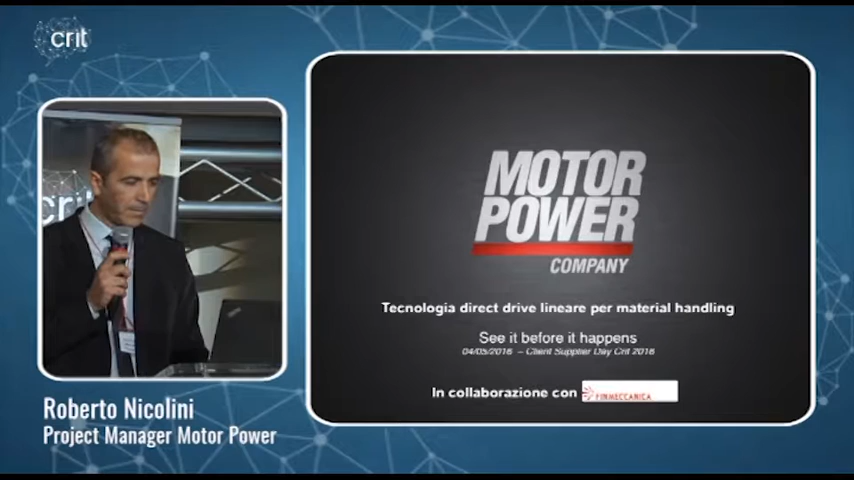 crit
crit
MOTOR
POWER
COMPANY
Tecnologia direct drive lineare per material handling
See it before it happens
04/05/2016 – Client Supplier Day Crit 2016
In collaborazione con FINMECCANICA
Roberto Nicolini
Project Manager Motor Power